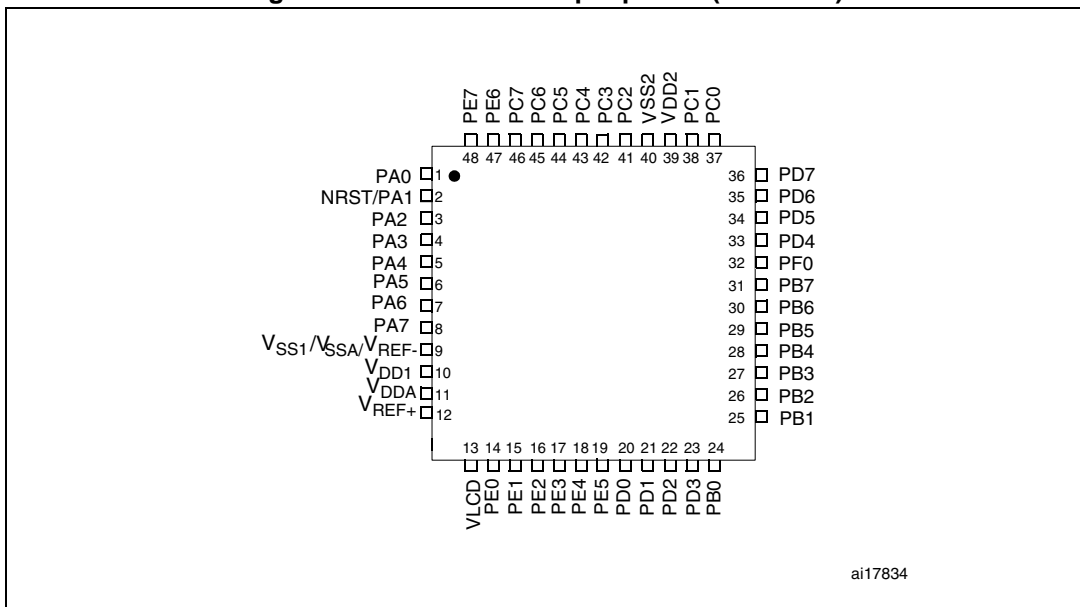 PE7 PE6 PC7 PC6 PC5 PC4 PC3 PC2 VSS2 VDD2 PC1 PC0
48 47 46 45 44 43 42 41 40 39 38 37
PA0 1
NRST/PA1 2
PA2 3
PA3 4
PA4 5
PA5 6
PA6 7
PA7 8
VSS1/VSSA/VREF- 9
VDD1 10
VDDA 11
VREF+ 12
36 PD7
35 PD6
34 PD5
33 PD4
32 PF0
31 PB7
30 PB6
29 PB5
28 PB4
27 PB3
26 PB2
25 PB1
13 14 15 16 17 18 19 20 21 22 23 24
VLCD PE0 PE1 PE2 PE3 PE4 PE5 PD0 PD1 PD2 PD3 PB0
ai17834